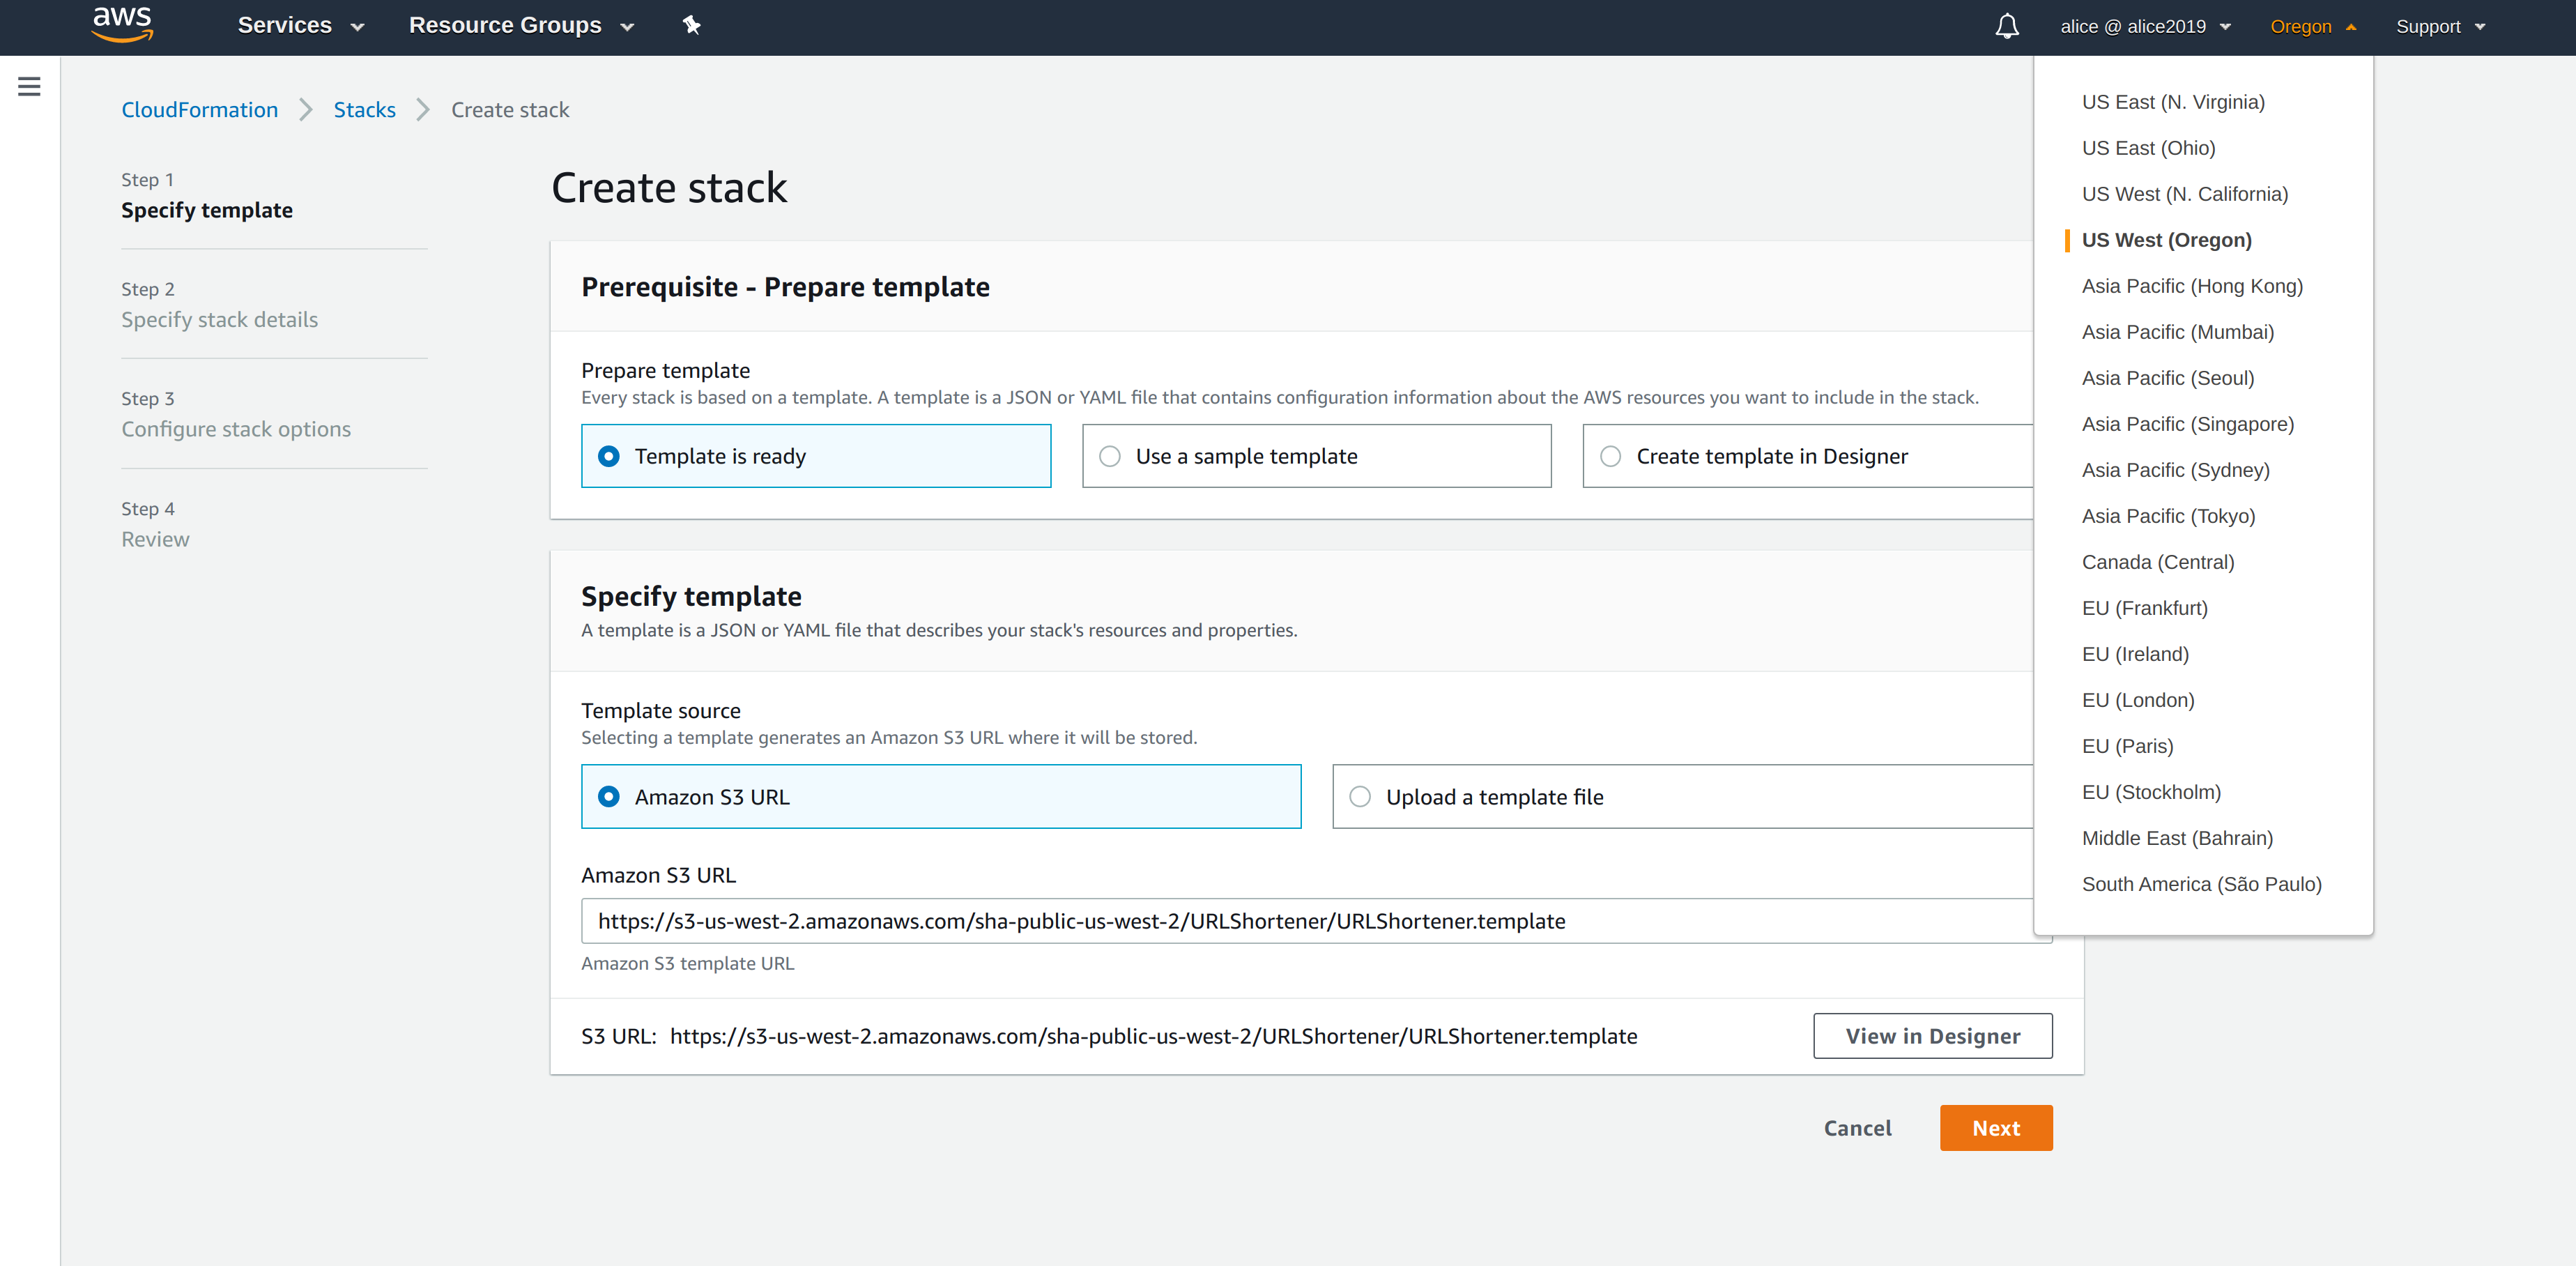 aws
Services
Resource Groups
alice @ alice2019
Oregon
Support
CloudFormation
Stacks
Create stack
Step 1
Specify template
Step 2
Specify stack details
Step 3
Configure stack options
Step 4
Review
Create stack
Prerequisite - Prepare template
Prepare template
Every stack is based on a template. A template is a JSON or YAML file that contains configuration information about the AWS resources you want to include in the stack.
Template is ready
Use a sample template
Create template in Designer
Specify template
A template is a JSON or YAML file that describes your stack's resources and properties.
Template source
Selecting a template generates an Amazon S3 URL where it will be stored.
Amazon S3 URL
Upload a template file
Amazon S3 URL
https://s3-us-west-2.amazonaws.com/sha-public-us-west-2/URLShortener/URLShortener.template
Amazon S3 template URL
S3 URL: https://s3-us-west-2.amazonaws.com/sha-public-us-west-2/URLShortener/URLShortener.template
View in Designer
Cancel
Next
US East (N. Virginia)
US East (Ohio)
US West (N. California)
US West (Oregon)
Asia Pacific (Hong Kong)
Asia Pacific (Mumbai)
Asia Pacific (Seoul)
Asia Pacific (Singapore)
Asia Pacific (Sydney)
Asia Pacific (Tokyo)
Canada (Central)
EU (Frankfurt)
EU (Ireland)
EU (London)
EU (Paris)
EU (Stockholm)
Middle East (Bahrain)
South America (São Paulo)